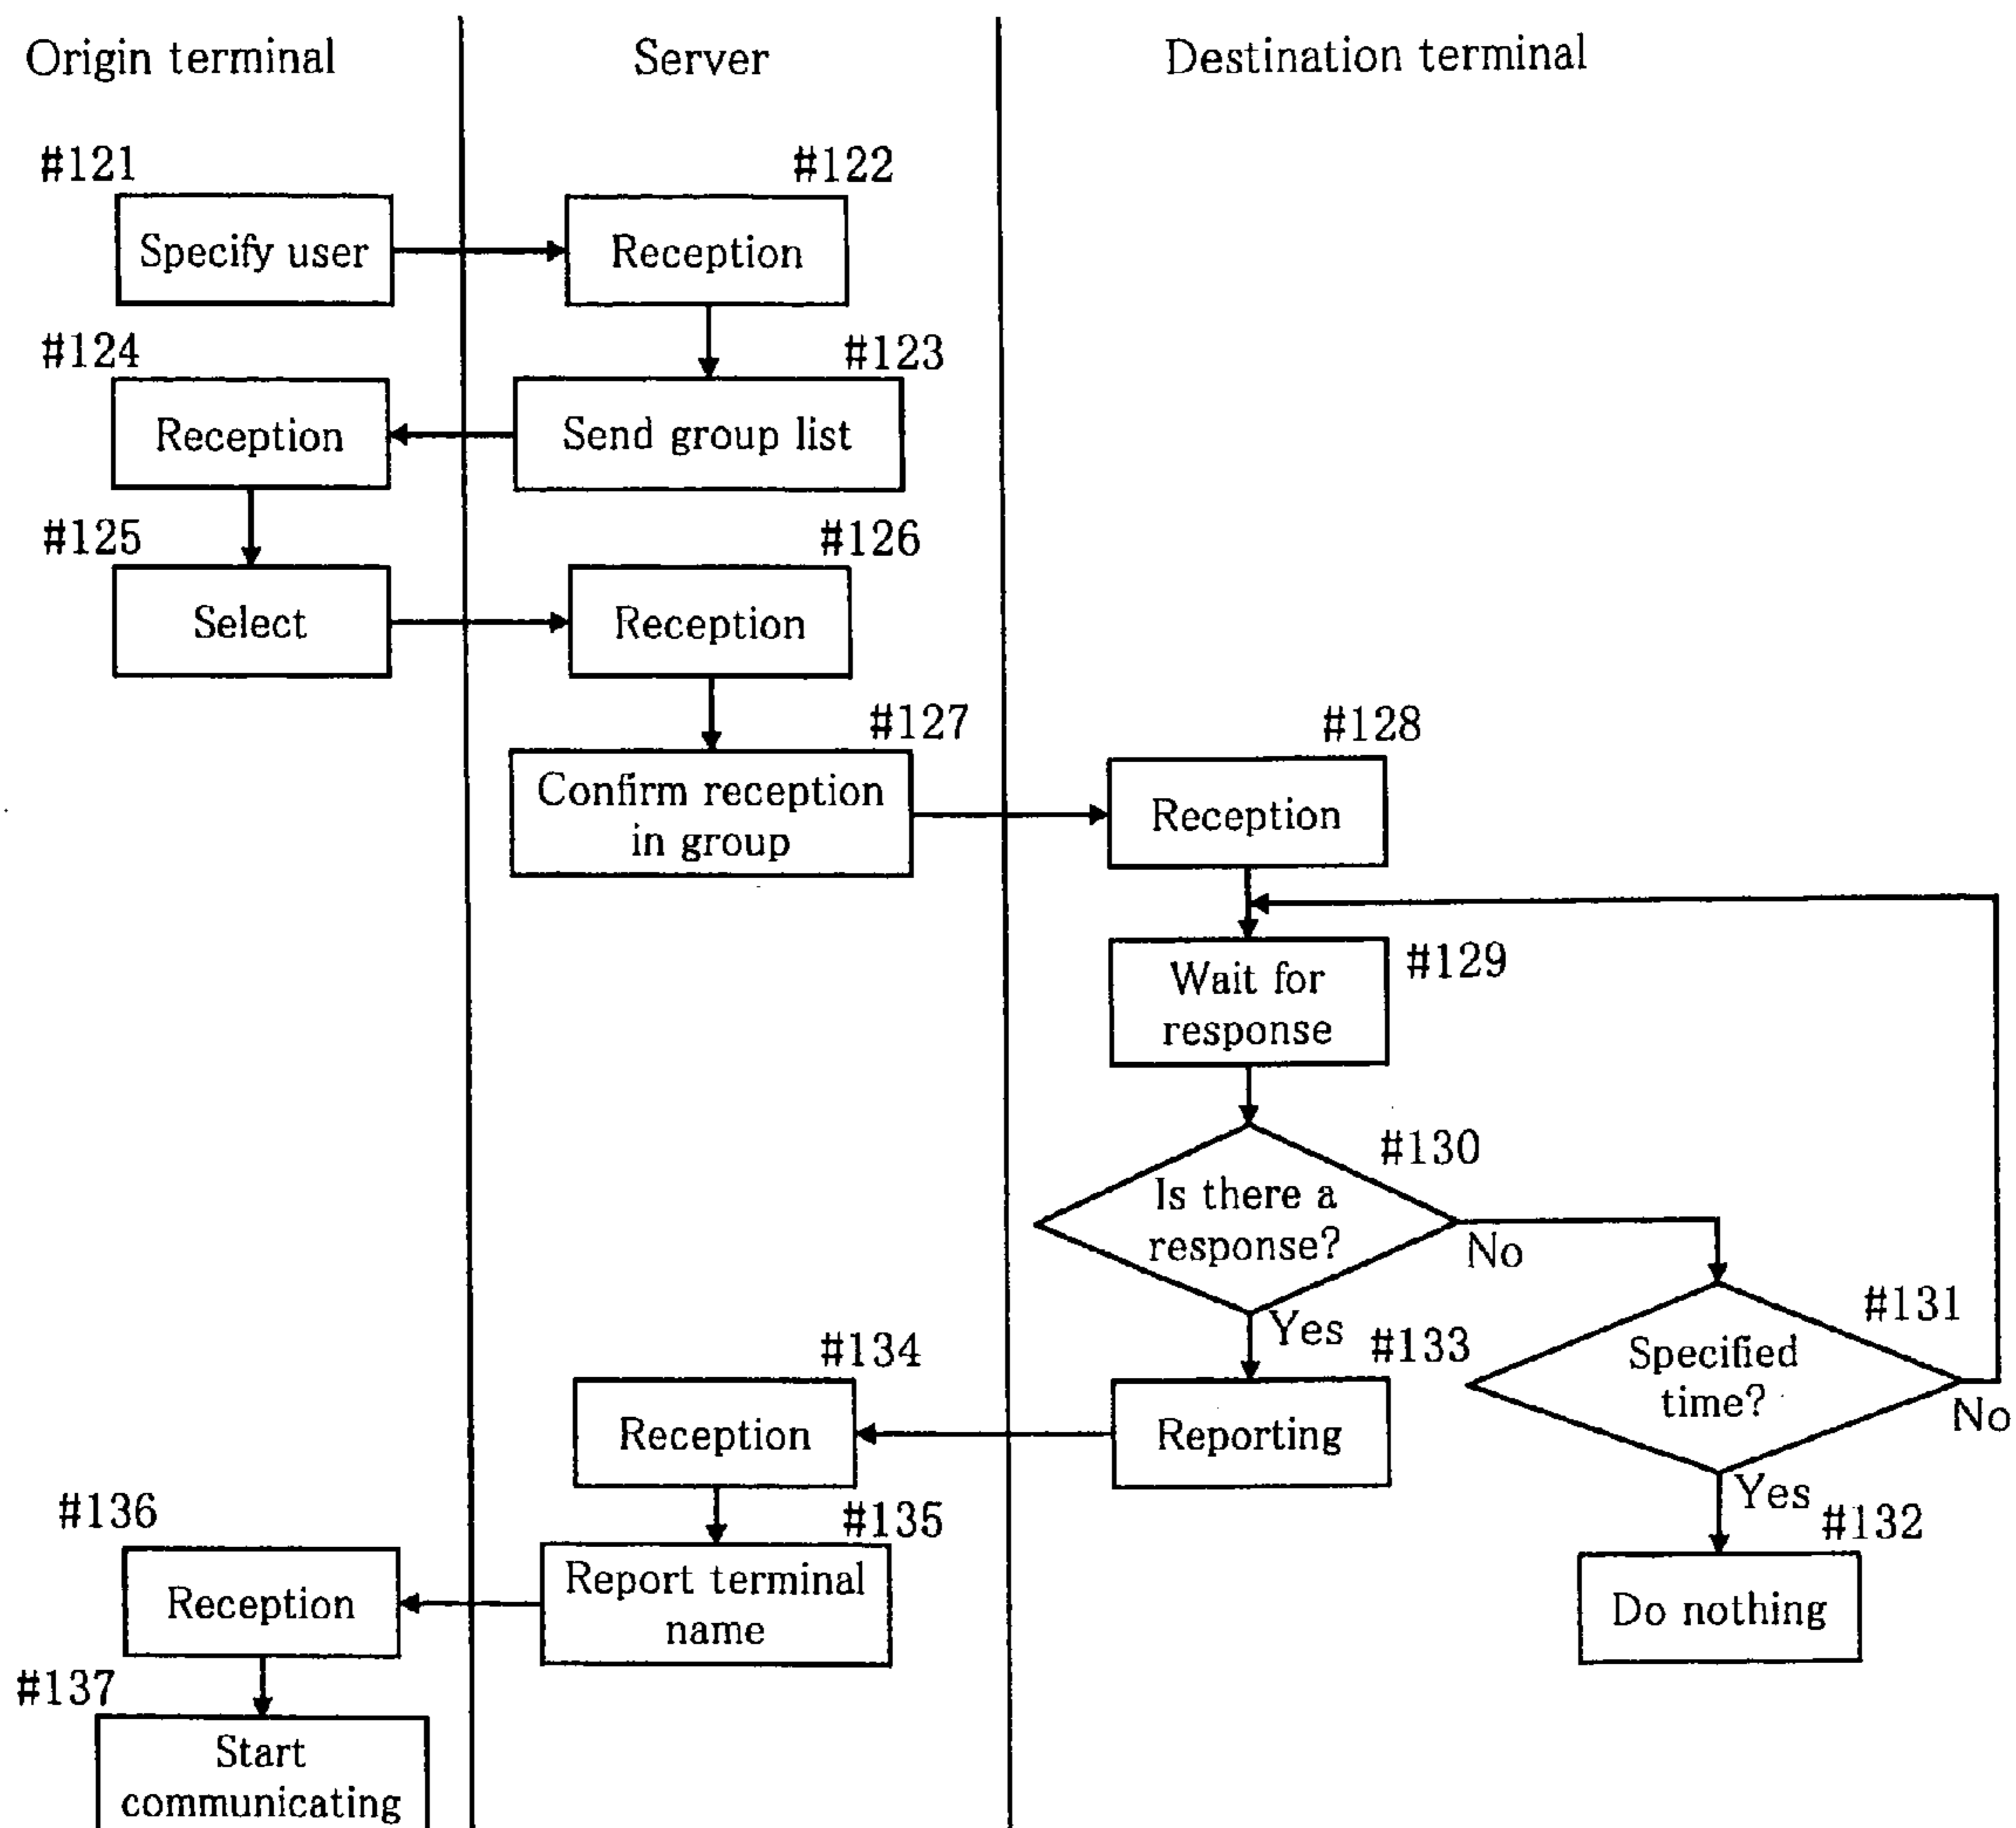 Origin terminal
Server
Destination terminal
#121
Specify user
#122
Reception
#123
Send group list
#124
Reception
#125
Select
#126
Reception
#127
Confirm reception
in group
#128
Reception
#129
Wait for
response
#130
Is there a
response?
No
Yes
#131
Specified
time?
No
Yes
#132
Do nothing
#133
Reporting
#134
Reception
#135
Report terminal
name
#136
Reception
#137
Start
communicating